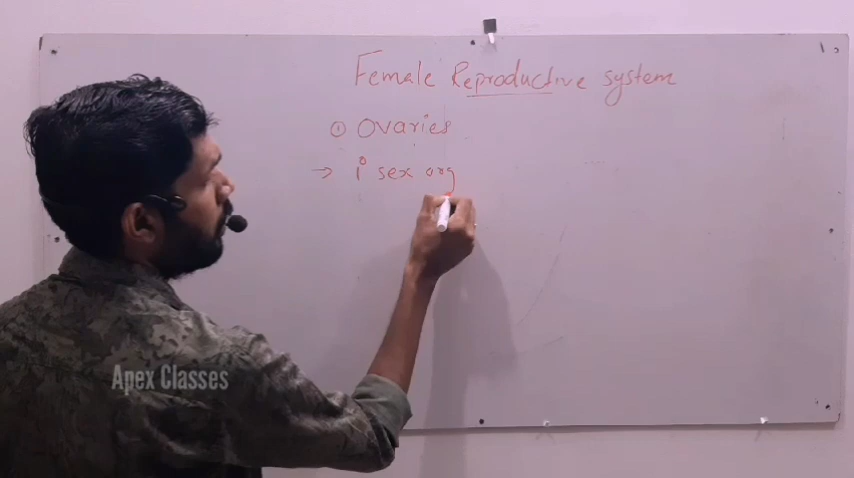 Female Reproductive system
① Ovaries
→ 1° sex org
Apex Classes